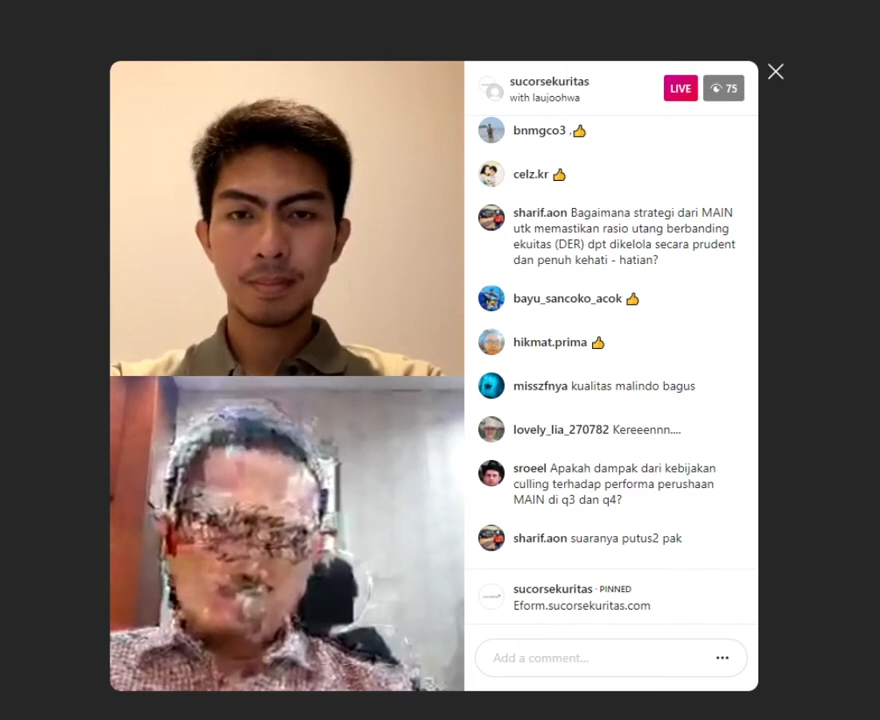 sucorsekuritas
with laujoohwa
LIVE
75
bnmgco3 .👍
celz.kr 👍
sharif.aon Bagaimana strategi dari MAIN
utk memastikan rasio utang berbanding
ekuitas (DER) dpt dikelola secara prudent
dan penuh kehati - hatian?
bayu_sancoko_acok 👍
hikmat.prima 👍
misszfnya kualitas malindo bagus
lovely_lia_270782 Kereeennn....
sroeel Apakah dampak dari kebijakan
culling terhadap performa perushaan
MAIN di q3 dan q4?
sharif.aon suaranya putus2 pak
sucorsekuritas · PINNED
Eform.sucorsekuritas.com
Add a comment...